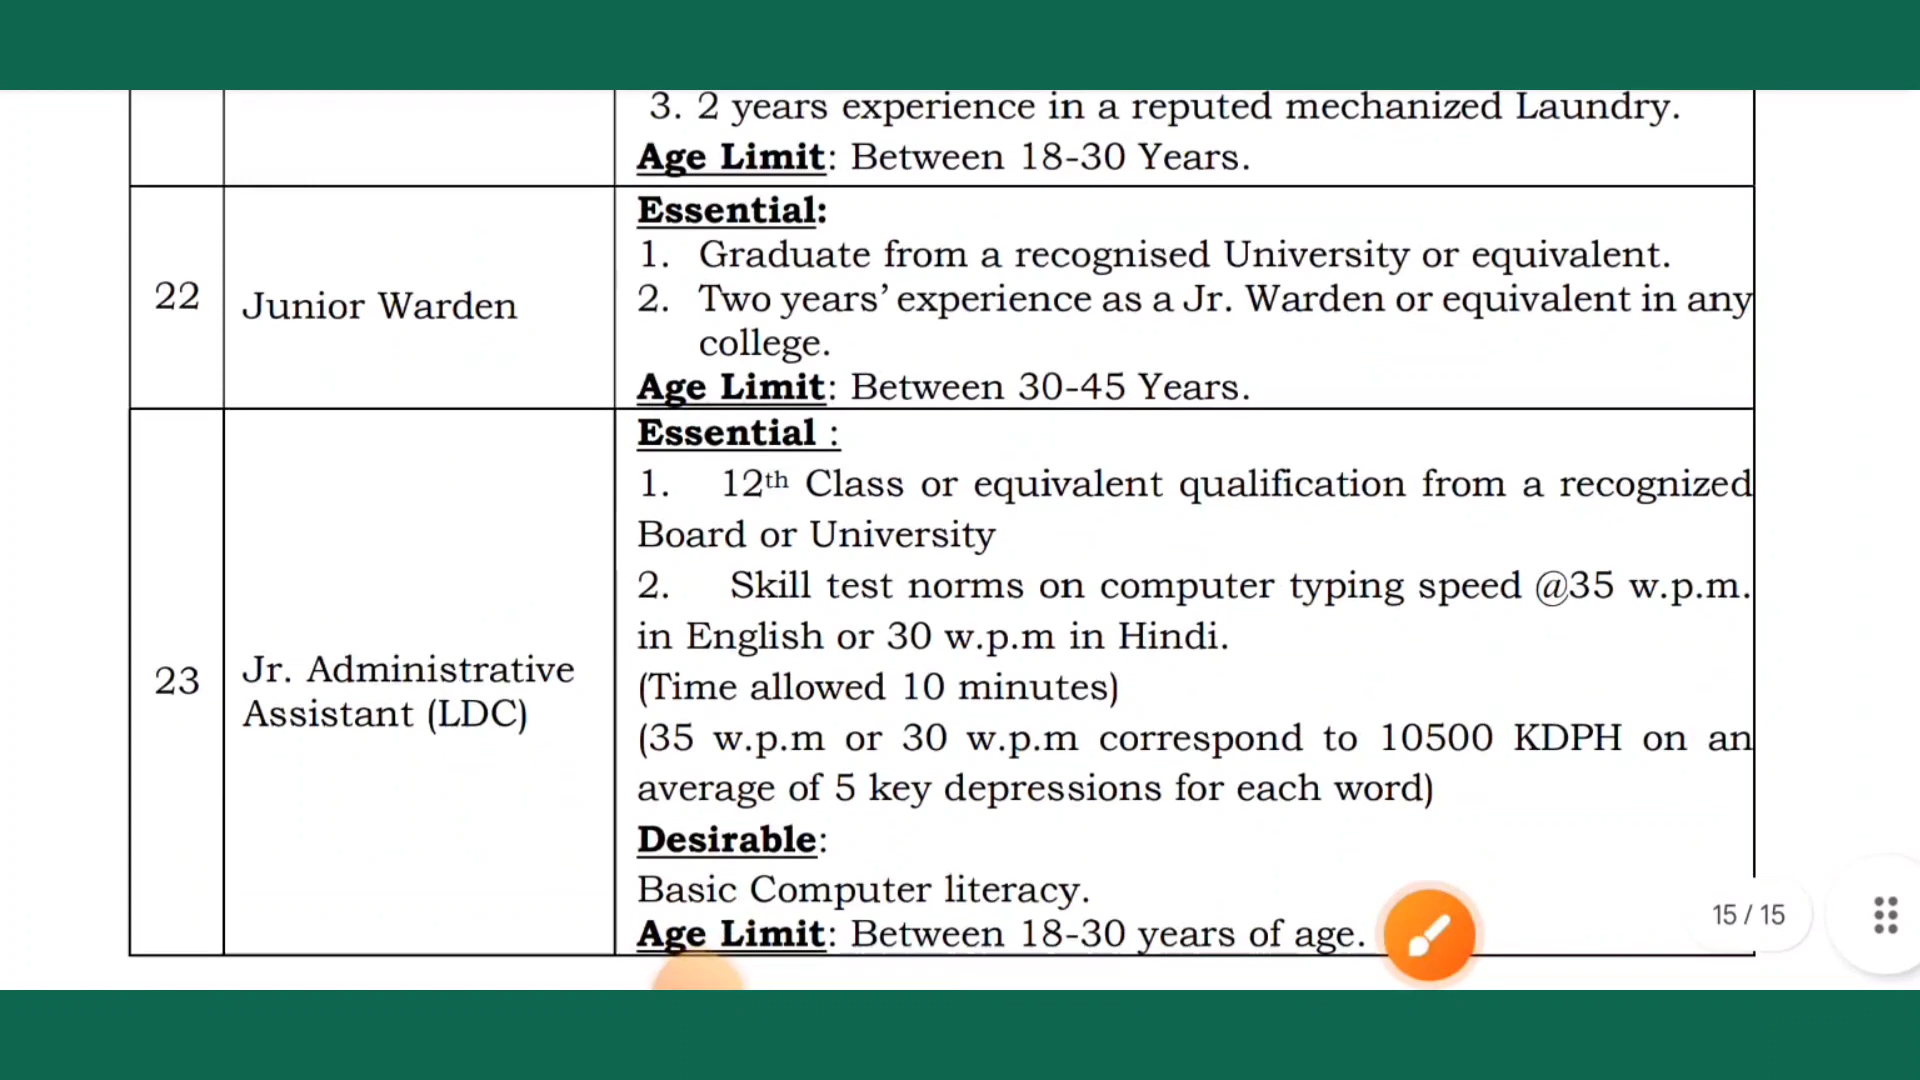 3. 2 years experience in a reputed mechanized Laundry.
Age Limit: Between 18-30 Years.
22
Junior Warden
Essential:
1. Graduate from a recognised University or equivalent.
2. Two years’ experience as a Jr. Warden or equivalent in any
college.
Age Limit: Between 30-45 Years.
23
Jr. Administrative
Assistant (LDC)
Essential :
1. 12th Class or equivalent qualification from a recognized
Board or University
2. Skill test norms on computer typing speed @35 w.p.m.
in English or 30 w.p.m in Hindi.
(Time allowed 10 minutes)
(35 w.p.m or 30 w.p.m correspond to 10500 KDPH on an
average of 5 key depressions for each word)
Desirable:
Basic Computer literacy.
Age Limit: Between 18-30 years of age.
15 / 15